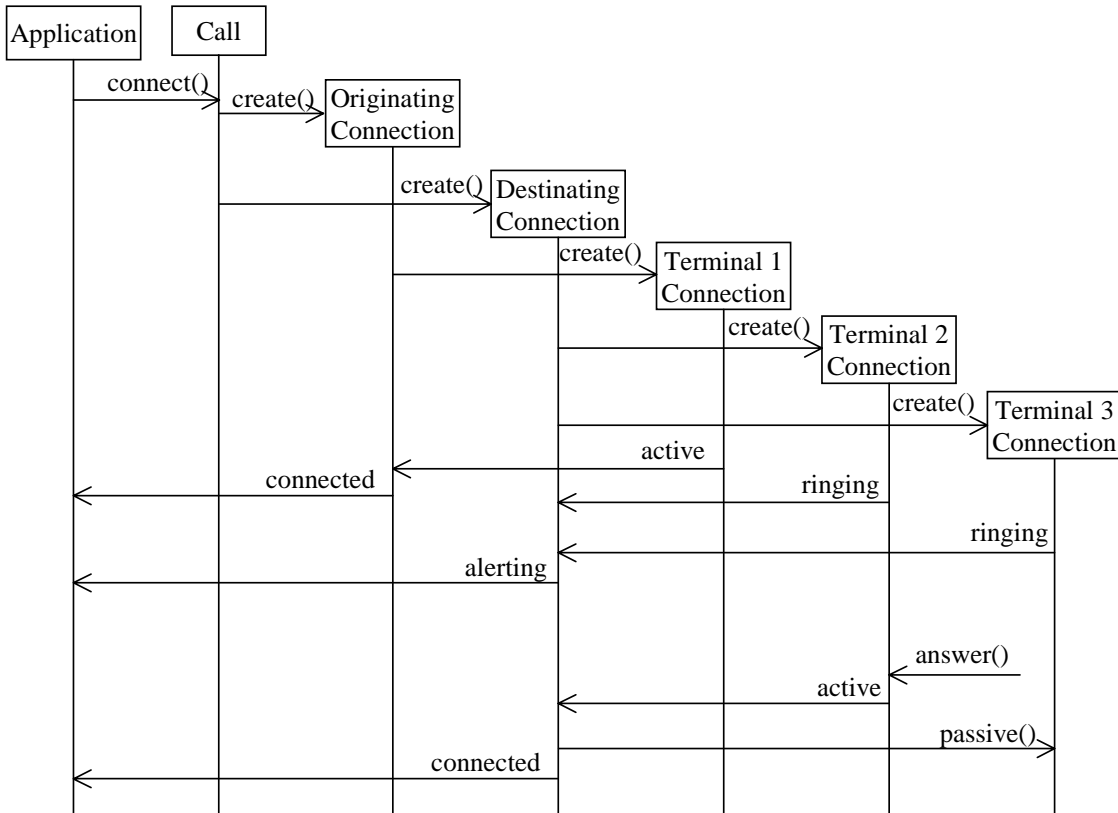 Application
Call
connect()
create()
Originating
Connection
create()
Destinating
Connection
create()
Terminal 1
Connection
create()
Terminal 2
Connection
create()
Terminal 3
Connection
active
connected
ringing
ringing
alerting
answer()
active
passive()
connected